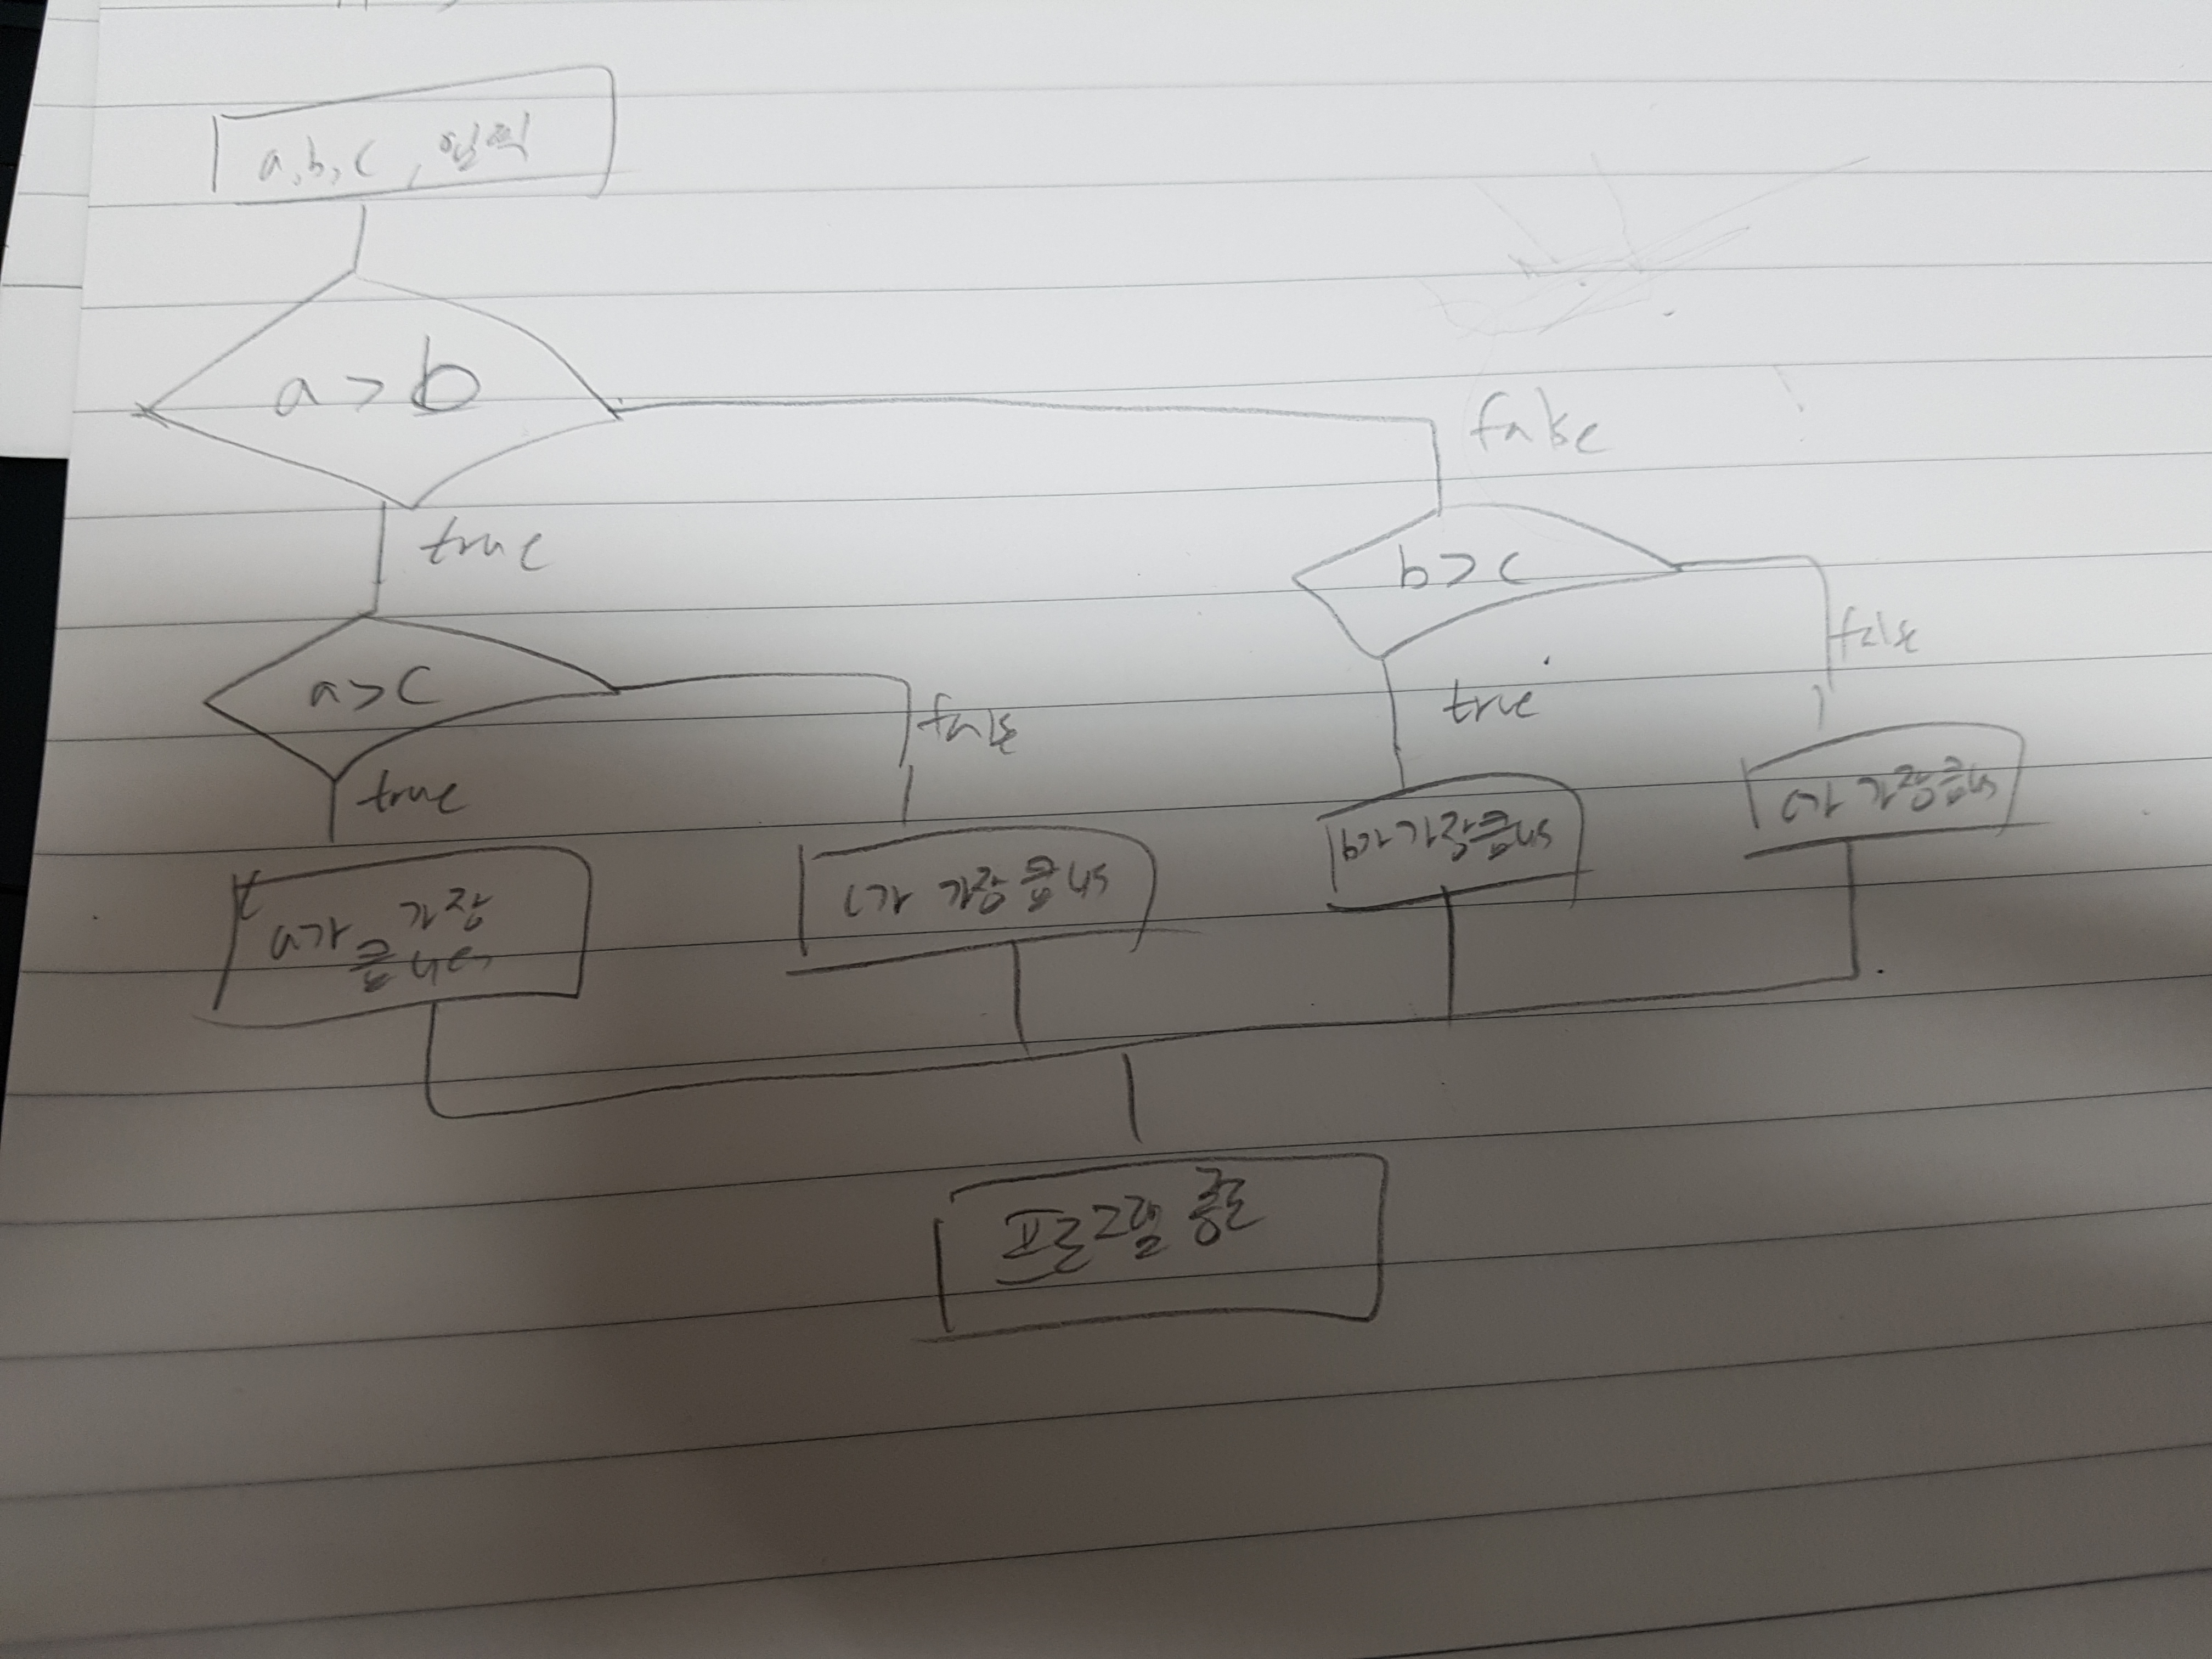 a, b, c, 입력
a > b
false
true
b > c
false
a > c
true
false
true
a가 가장
큽니다
c가 가장 큽니다
b가 가장 큽니다
c가 가장 큽니다
프로그램 종료